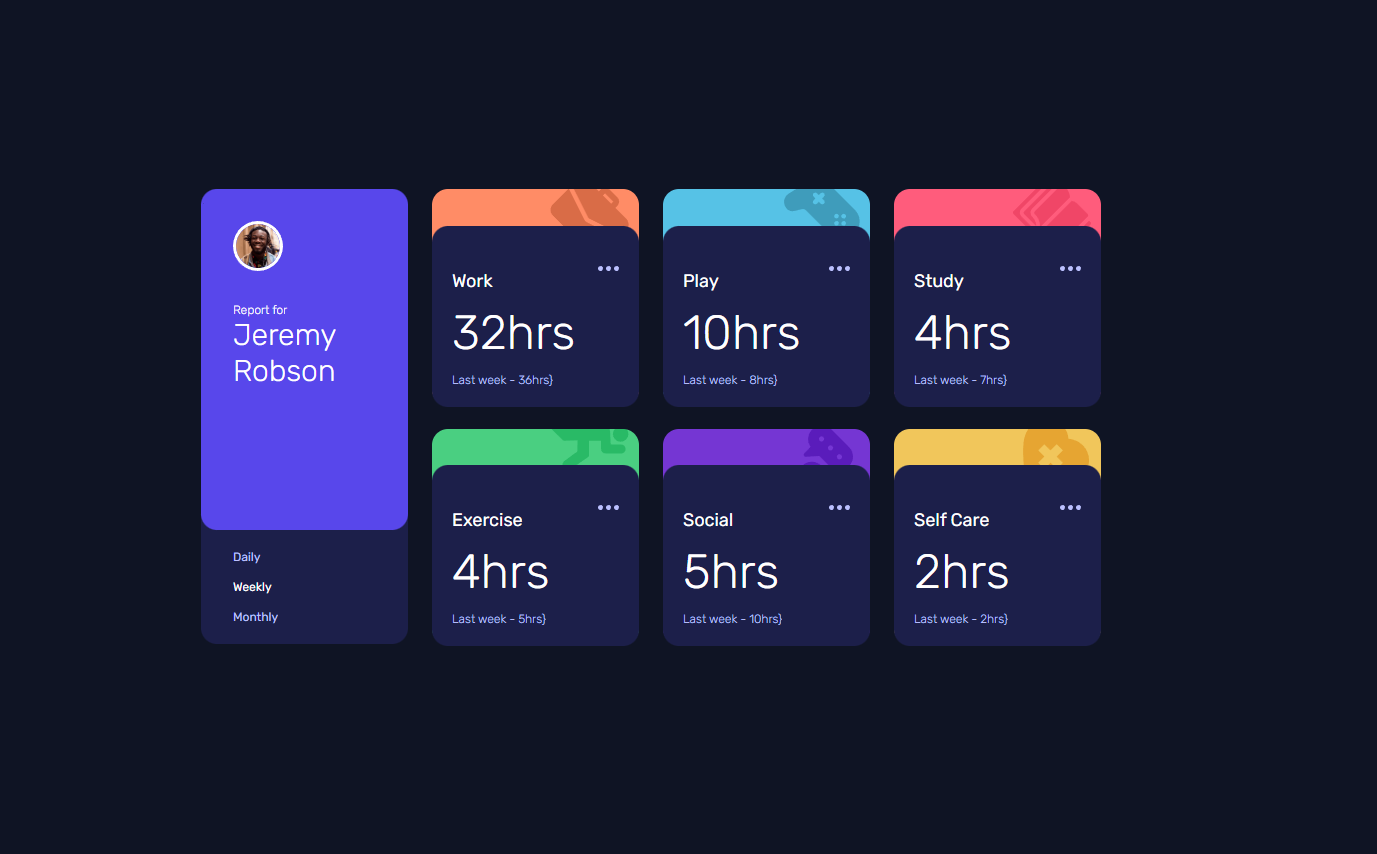 Report for
Jeremy
Robson
Daily
Weekly
Monthly
Work
32hrs
Last week - 36hrs}
Play
10hrs
Last week - 8hrs}
Study
4hrs
Last week - 7hrs}
Exercise
4hrs
Last week - 5hrs}
Social
5hrs
Last week - 10hrs}
Self Care
2hrs
Last week - 2hrs}